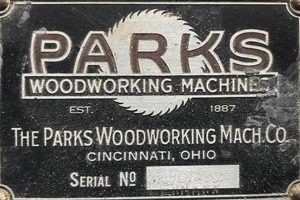 PARKS
WOODWORKING MACHINES
EST. 1887
THE PARKS WOODWORKING MACH. CO.
CINCINNATI, OHIO
SERIAL NO